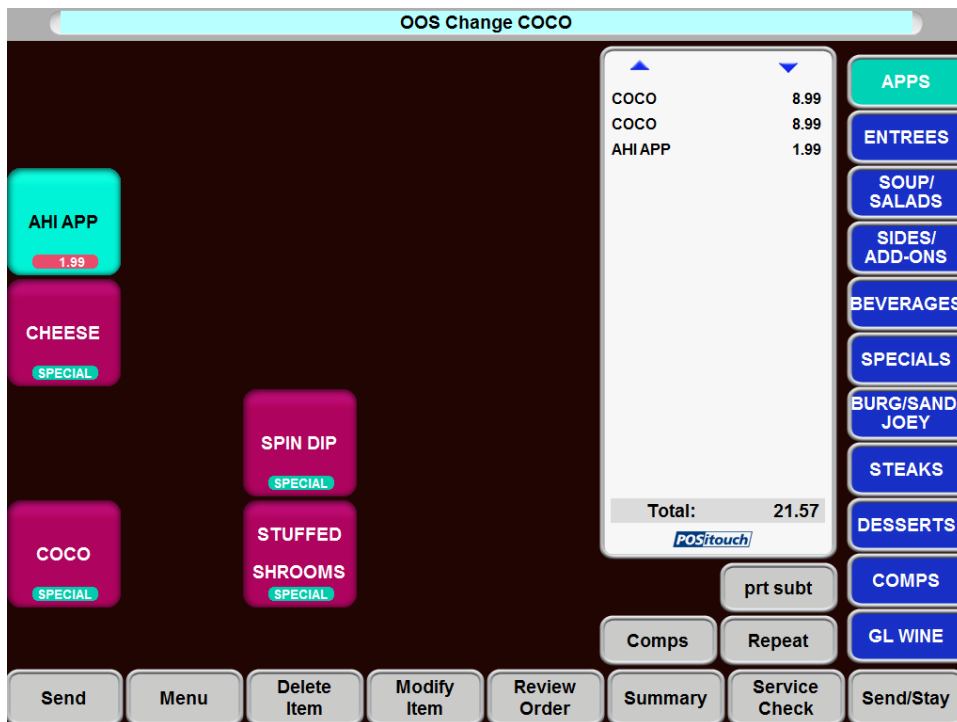 OOS Change COCO
COCO 8.99
COCO 8.99
AHI APP 1.99
Total: 21.57
POSitouch
AHI APP
1.99
CHEESE
SPECIAL
SPIN DIP
SPECIAL
COCO
SPECIAL
STUFFED
SHROOMS
SPECIAL
APPS
ENTREES
SOUP/
SALADS
SIDES/
ADD-ONS
BEVERAGES
SPECIALS
BURG/SAND/
JOEY
STEAKS
DESSERTS
COMPS
GL WINE
prt subt
Comps
Repeat
Send
Menu
Delete
Item
Modify
Item
Review
Order
Summary
Service
Check
Send/Stay